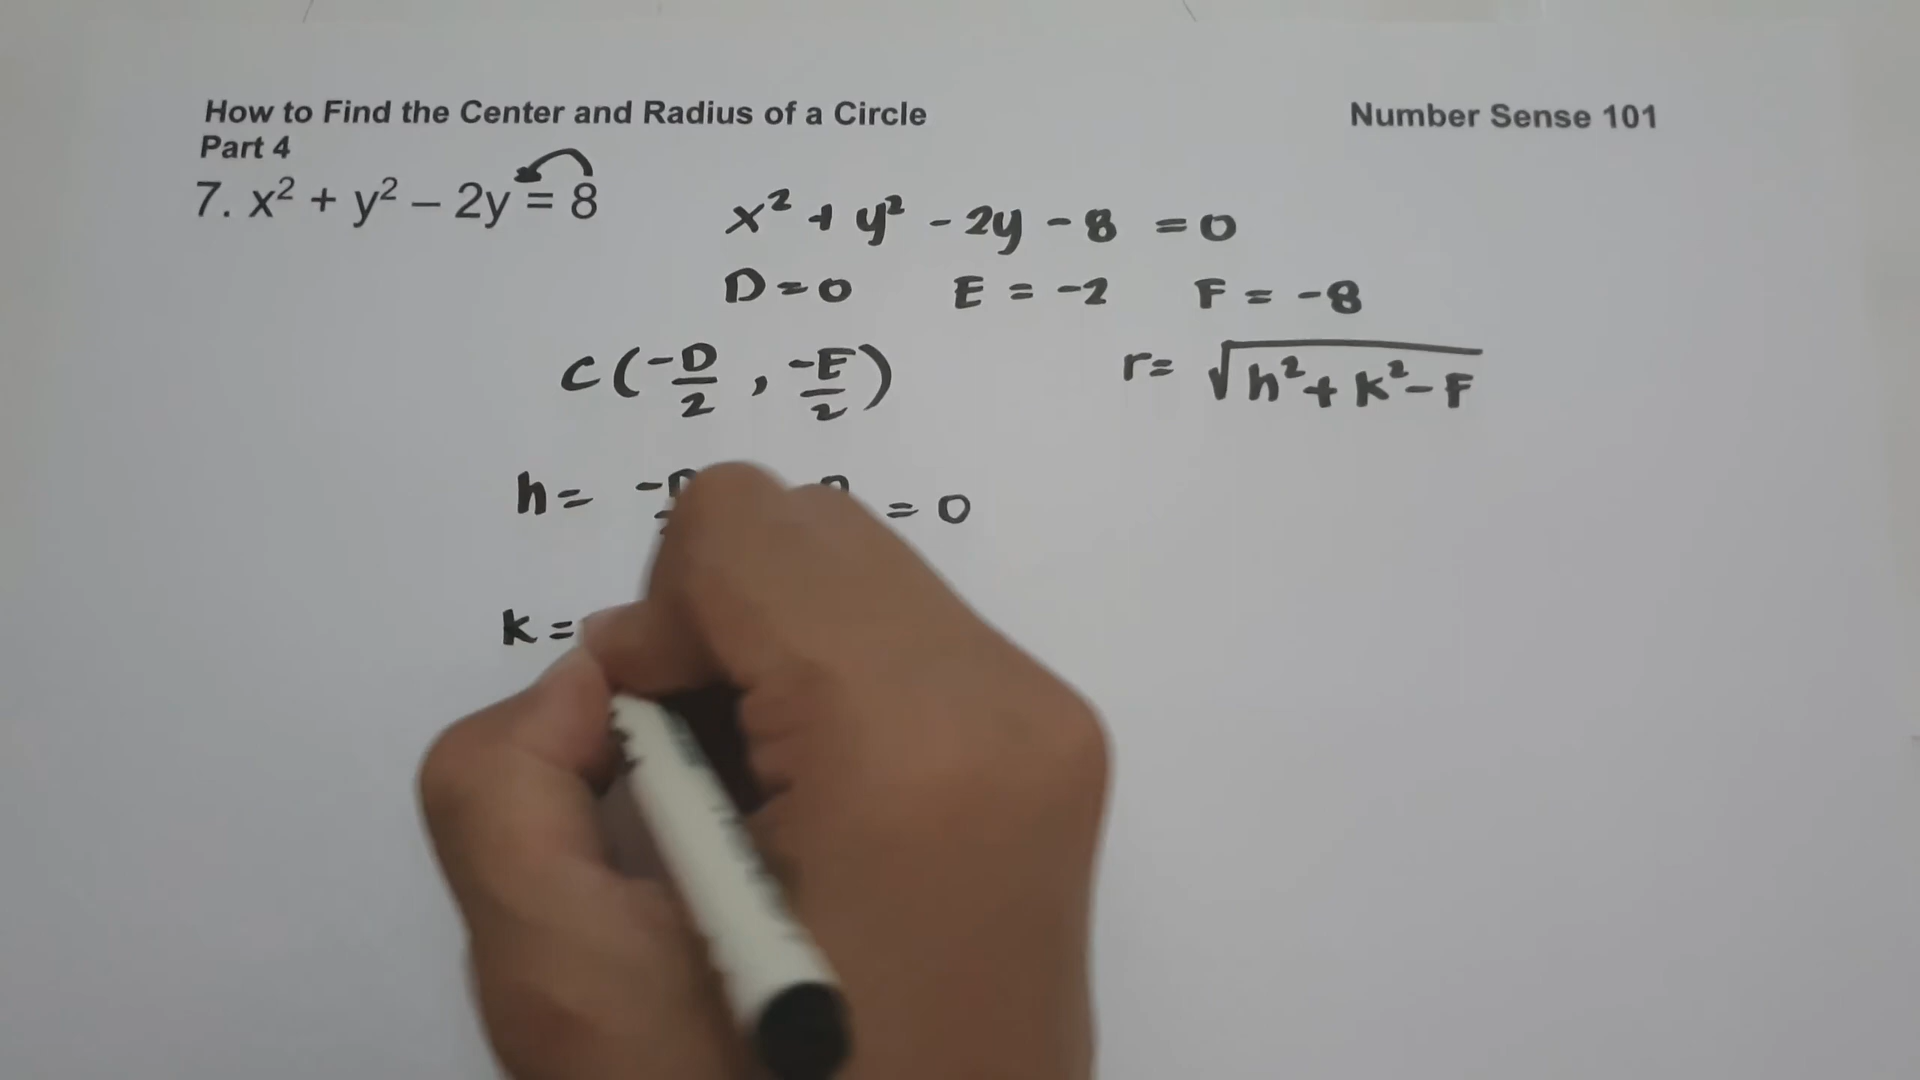 How to Find the Center and Radius of a Circle
Number Sense 101
Part 4
7. x² + y² – 2y = 8
x² + y² - 2y - 8 = 0
D = 0 E = -2 F = -8
C(-D/2, -E/2)
r = √(h² + k² - F)
h = = 0
k =